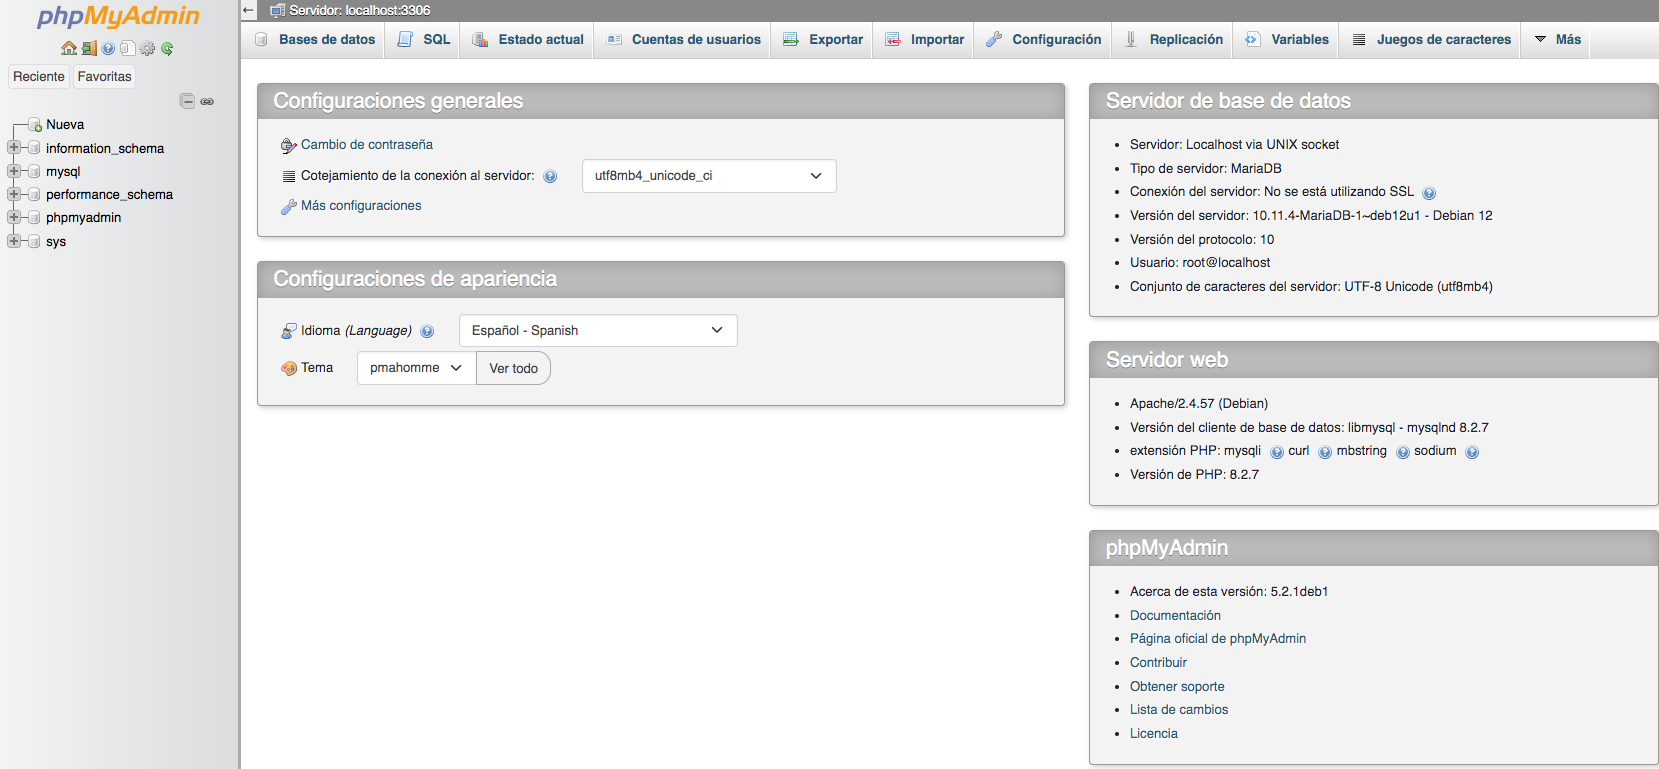 phpMyAdmin
Reciente
Favoritas
Nueva
information_schema
mysql
performance_schema
phpmyadmin
sys
Servidor: localhost:3306
Bases de datos
SQL
Estado actual
Cuentas de usuarios
Exportar
Importar
Configuración
Replicación
Variables
Juegos de caracteres
Más
Configuraciones generales
Cambio de contraseña
Cotejamiento de la conexión al servidor:
utf8mb4_unicode_ci
Más configuraciones
Configuraciones de apariencia
Idioma (Language)
Español - Spanish
Tema
pmahomme
Ver todo
Servidor de base de datos
Servidor: Localhost via UNIX socket
Tipo de servidor: MariaDB
Conexión del servidor: No se está utilizando SSL
Versión del servidor: 10.11.4-MariaDB-1~deb12u1 - Debian 12
Versión del protocolo: 10
Usuario: root@localhost
Conjunto de caracteres del servidor: UTF-8 Unicode (utf8mb4)
Servidor web
Apache/2.4.57 (Debian)
Versión del cliente de base de datos: libmysql - mysqlnd 8.2.7
extensión PHP: mysqli curl mbstring sodium
Versión de PHP: 8.2.7
phpMyAdmin
Acerca de esta versión: 5.2.1deb1
Documentación
Página oficial de phpMyAdmin
Contribuir
Obtener soporte
Lista de cambios
Licencia